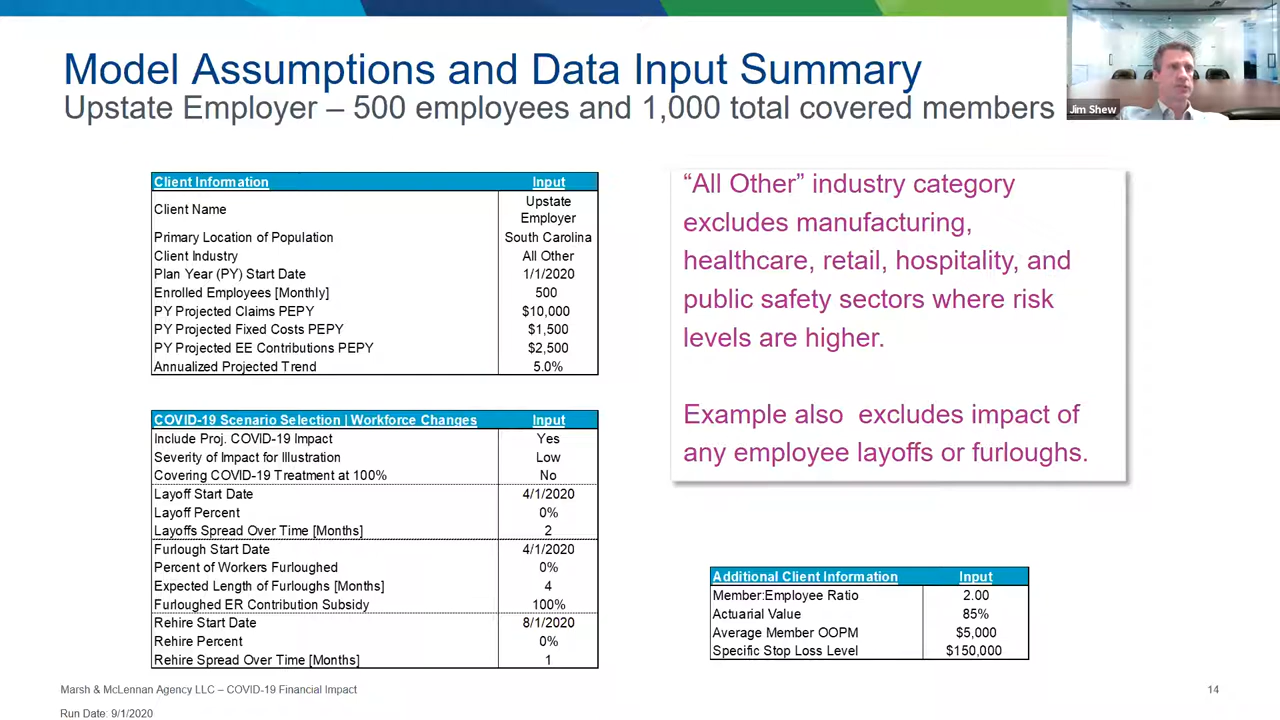 Model Assumptions and Data Input Summary
Upstate Employer – 500 employees and 1,000 total covered members
Jim Shew
Client Information Input
Client Name Upstate Employer
Primary Location of Population South Carolina
Client Industry All Other
Plan Year (PY) Start Date 1/1/2020
Enrolled Employees [Monthly] 500
PY Projected Claims PEPY $10,000
PY Projected Fixed Costs PEPY $1,500
PY Projected EE Contributions PEPY $2,500
Annualized Projected Trend 5.0%
COVID-19 Scenario Selection | Workforce Changes Input
Include Proj. COVID-19 Impact Yes
Severity of Impact for Illustration Low
Covering COVID-19 Treatment at 100% No
Layoff Start Date 4/1/2020
Layoff Percent 0%
Layoffs Spread Over Time [Months] 2
Furlough Start Date 4/1/2020
Percent of Workers Furloughed 0%
Expected Length of Furloughs [Months] 4
Furloughed ER Contribution Subsidy 100%
Rehire Start Date 8/1/2020
Rehire Percent 0%
Rehire Spread Over Time [Months] 1
“All Other” industry category
excludes manufacturing,
healthcare, retail, hospitality, and
public safety sectors where risk
levels are higher.
Example also excludes impact of
any employee layoffs or furloughs.
Additional Client Information Input
Member:Employee Ratio 2.00
Actuarial Value 85%
Average Member OOPM $5,000
Specific Stop Loss Level $150,000
Marsh & McLennan Agency LLC – COVID-19 Financial Impact
14
Run Date: 9/1/2020